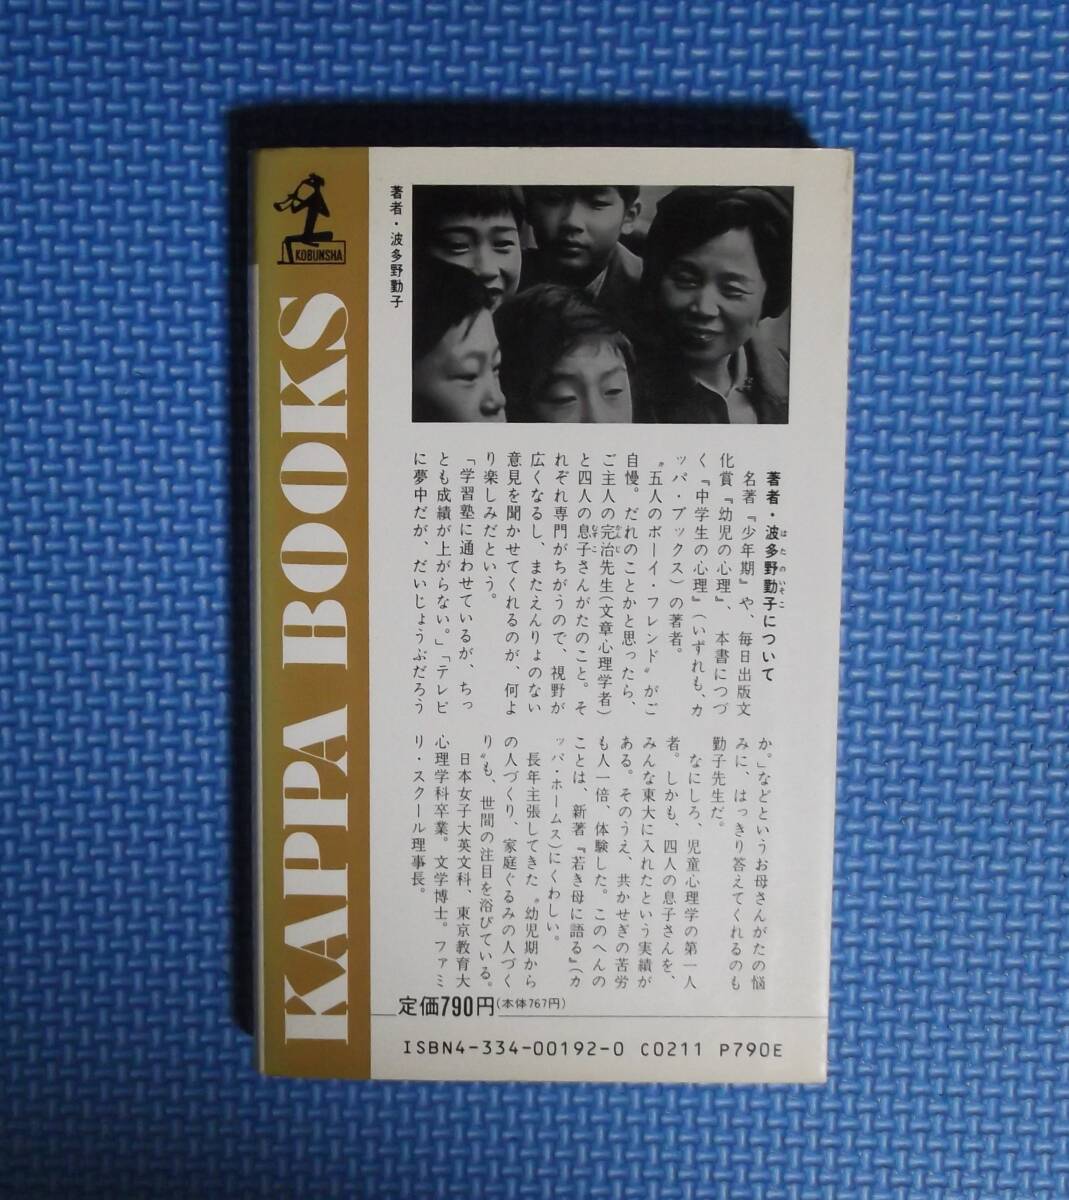 KOBUNSHA
KAPPA BOOKS
著者・波多野勤子
著者・波多野勤子について
はたのいそこ
名著『少年期』や、毎日出版文
化賞『幼児の心理』、本書につづ
く『中学生の心理』(いずれも、カ
ッパ・ブックス)の著者。
〝五人のボーイ・フレンド〟がご
自慢。だれのことかと思ったら、
ご主人の完治先生(文章心理学者)
かんじ
と四人の息子さんがたのこと。そ
むすこ
れぞれ専門がちがうので、視野が
広くなるし、またえんりょのない
意見を聞かせてくれるのが、何よ
り楽しみだという。
「学習塾に通わせているが、ちっ
とも成績が上がらない。」「テレビ
に夢中だが、だいじょうぶだろう
か。」などというお母さんがたの悩
みに、はっきり答えてくれるのも
勤子先生だ。
なにしろ、児童心理学の第一人
者。しかも、四人の息子さんを、
みんな東大に入れたという実績が
ある。そのうえ、共かせぎの苦労
も人一倍、体験した。このへんの
ことは、新著『若き母に語る』(カ
ッパ・ホームス)にくわしい。
長年主張してきた〝幼児期から
の人づくり、家庭ぐるみの人づく
り〟も、世間の注目を浴びている。
日本女子大英文科、東京教育大
心理学科卒業。文学博士。ファミ
リ・スクール理事長。
定価790円(本体767円)
ISBN4-334-00192-0 C0211 P790E